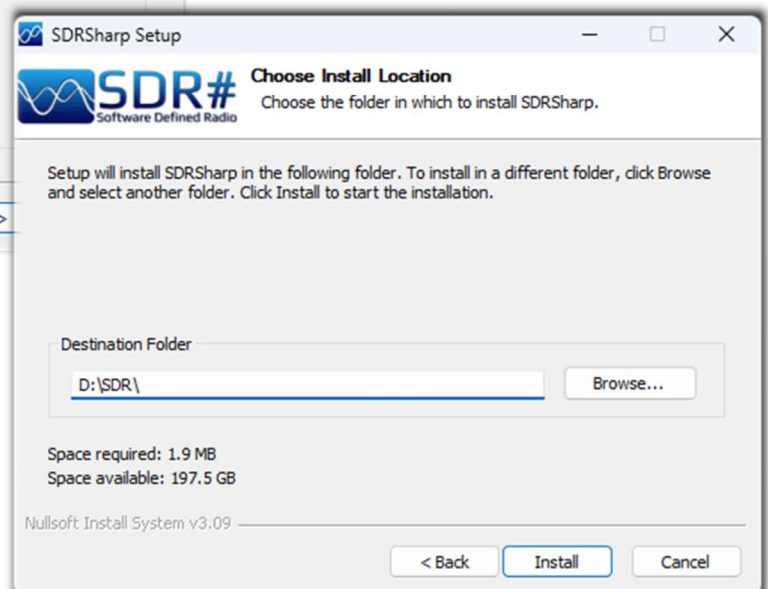 SDRSharp Setup
SDR#
Software Defined Radio
Choose Install Location
Choose the folder in which to install SDRSharp.
Setup will install SDRSharp in the following folder. To install in a different folder, click Browse
and select another folder. Click Install to start the installation.
>
Destination Folder
D:\SDR\
Browse...
Space required: 1.9 MB
Space available: 197.5 GB
Nullsoft Install System v3.09
< Back
Install
Cancel